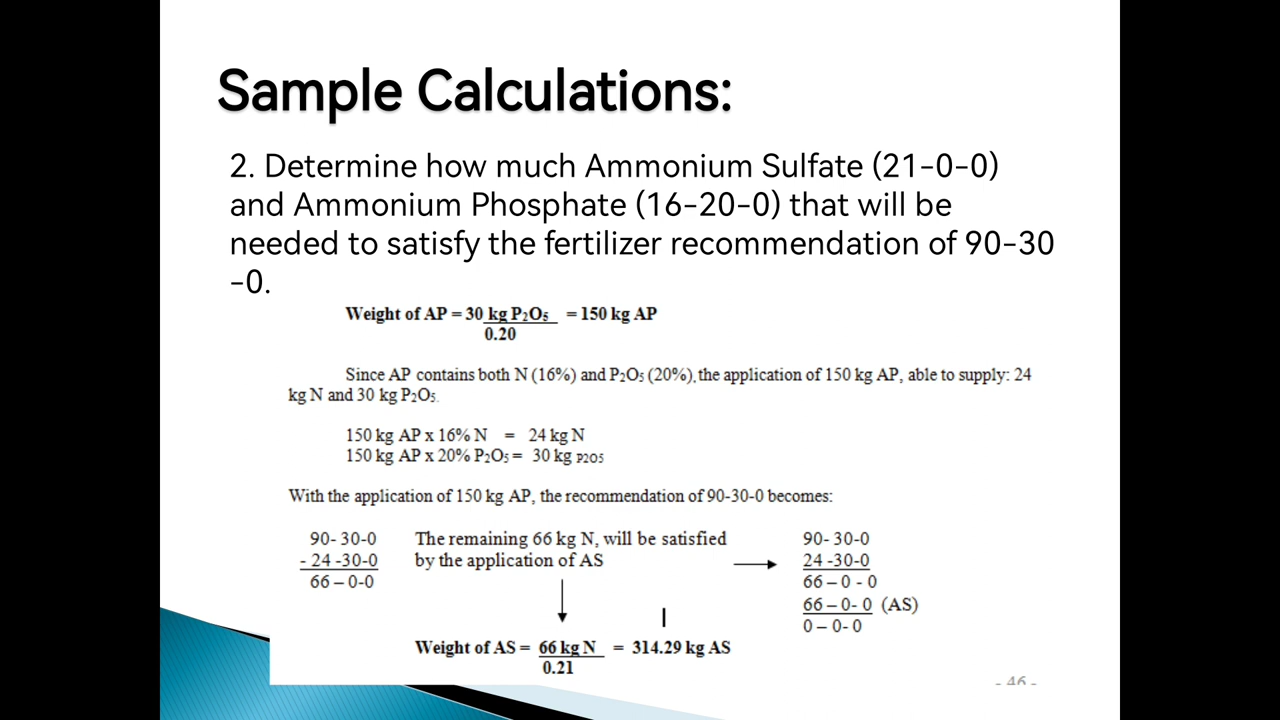 Sample Calculations:
2. Determine how much Ammonium Sulfate (21-0-0)
and Ammonium Phosphate (16-20-0) that will be
needed to satisfy the fertilizer recommendation of 90-30
-0.
Weight of AP = 30 kg P₂O₅ = 150 kg AP
0.20
Since AP contains both N (16%) and P₂O₅ (20%), the application of 150 kg AP, able to supply: 24
kg N and 30 kg P₂O₅.
150 kg AP x 16% N = 24 kg N
150 kg AP x 20% P₂O₅ = 30 kg P2O5
With the application of 150 kg AP, the recommendation of 90-30-0 becomes:
90- 30-0
- 24 -30-0
66 – 0-0
The remaining 66 kg N, will be satisfied
by the application of AS
90- 30-0
24 -30-0
66 – 0 - 0
66 – 0- 0 (AS)
0 – 0- 0
Weight of AS = 66 kg N = 314.29 kg AS
0.21
- 46 -